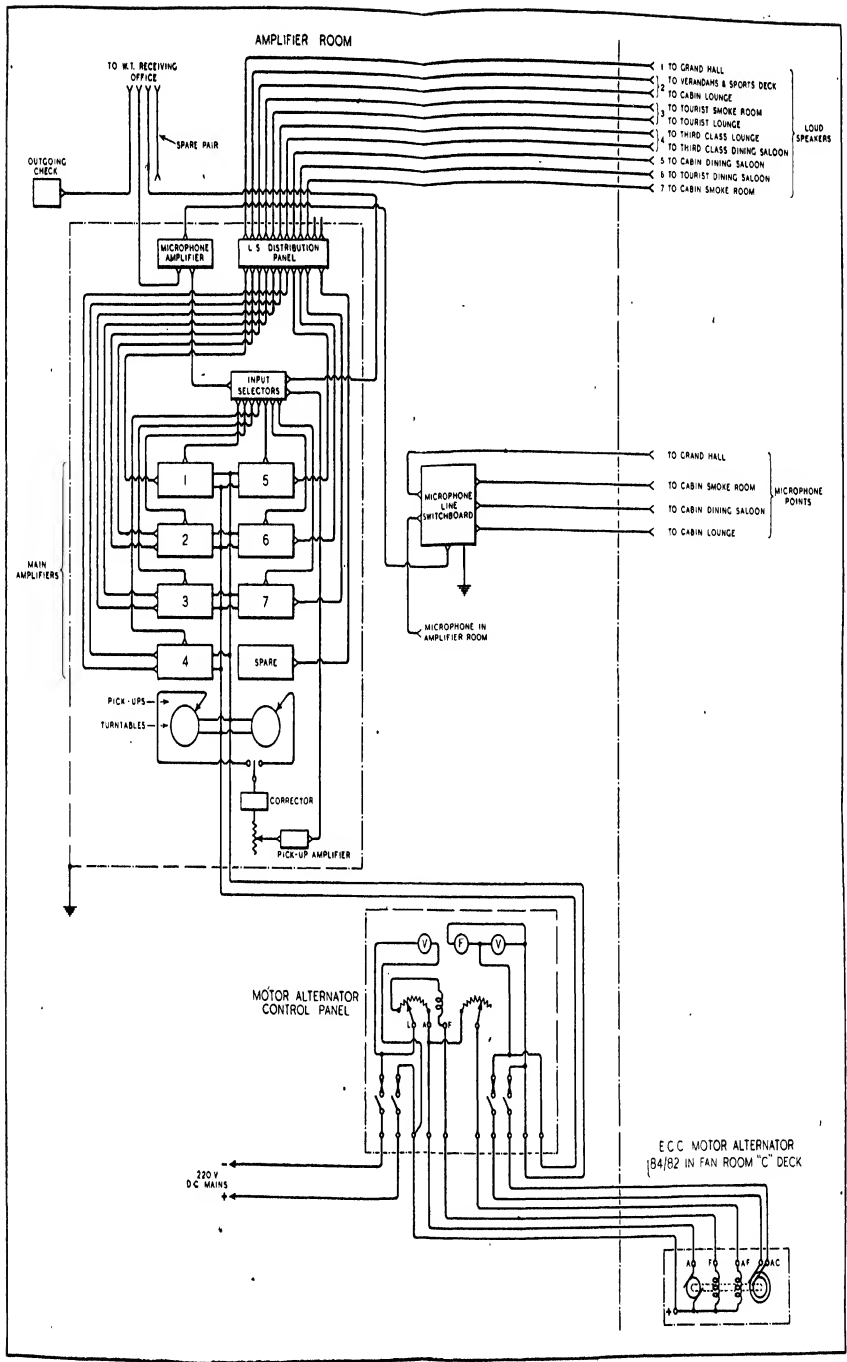 AMPLIFIER ROOM
TO W.T. RECEIVING
OFFICE
SPARE PAIR
OUTGOING
CHECK
1 TO GRAND HALL
2 TO VERANDAHS & SPORTS DECK
TO CABIN LOUNGE
3 TO TOURIST SMOKE ROOM
TO TOURIST LOUNGE
4 TO THIRD CLASS LOUNGE
TO THIRD CLASS DINING SALOON
5 TO CABIN DINING SALOON
6 TO TOURIST DINING SALOON
7 TO CABIN SMOKE ROOM
LOUD
SPEAKERS
MICROPHONE
AMPLIFIER
L S DISTRIBUTION
PANEL
INPUT
SELECTORS
MAIN
AMPLIFIERS
1
5
2
6
3
7
4
SPARE
MICROPHONE
LINE
SWITCHBOARD
TO GRAND HALL
TO CABIN SMOKE ROOM
TO CABIN DINING SALOON
TO CABIN LOUNGE
MICROPHONE
POINTS
MICROPHONE IN
AMPLIFIER ROOM
PICK-UPS
TURNTABLES
CORRECTOR
PICK-UP AMPLIFIER
MOTOR ALTERNATOR
CONTROL PANEL
V
F
V
L
A
F
-
220 V
D-C MAINS
+
E C C MOTOR ALTERNATOR
84/82 IN FAN ROOM "C" DECK
A
F
AF
AC
+